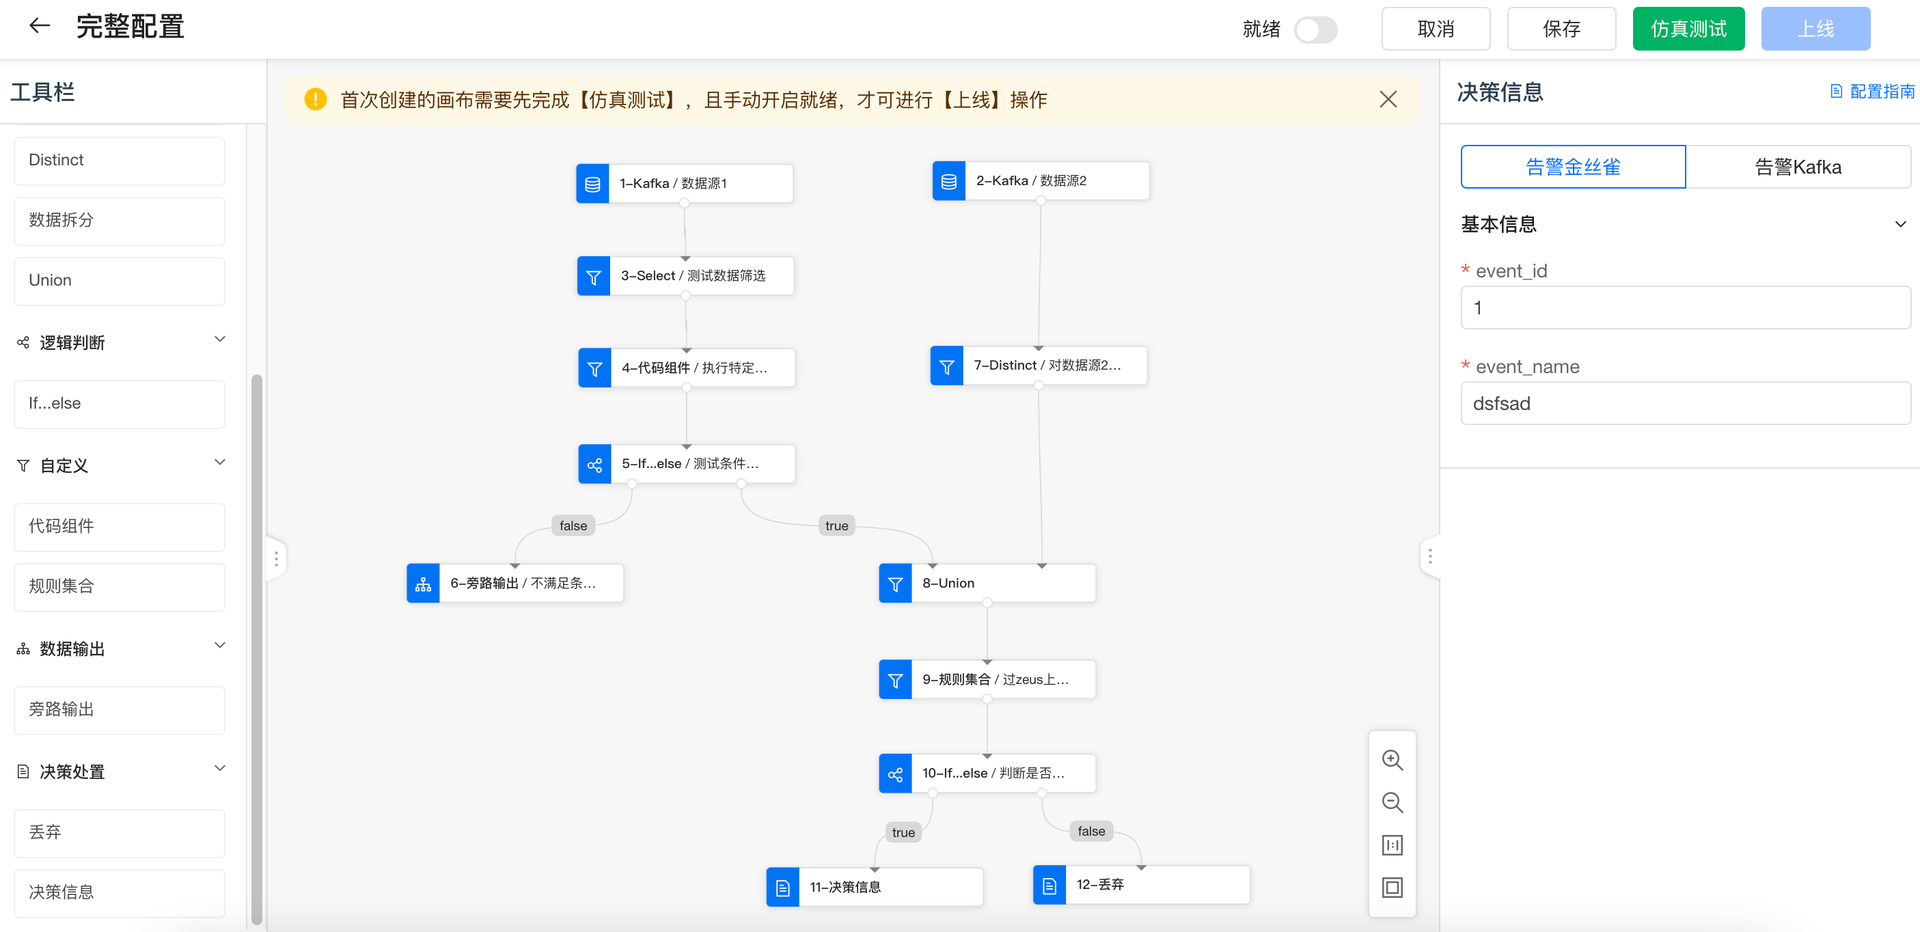 完整配置
就绪
取消
保存
仿真测试
上线
工具栏
Distinct
数据拆分
Union
逻辑判断
If...else
自定义
代码组件
规则集合
数据输出
旁路输出
决策处置
丢弃
决策信息
首次创建的画布需要先完成【仿真测试】，且手动开启就绪，才可进行【上线】操作
1-Kafka / 数据源1
2-Kafka / 数据源2
3-Select / 测试数据筛选
4-代码组件 / 执行特定...
7-Distinct / 对数据源2...
5-If...else / 测试条件...
false
true
6-旁路输出 / 不满足条...
8-Union
9-规则集合 / 过zeus上...
10-If...else / 判断是否...
true
false
11-决策信息
12-丢弃
决策信息
配置指南
告警金丝雀
告警Kafka
基本信息
* event_id
1
* event_name
dsfsad